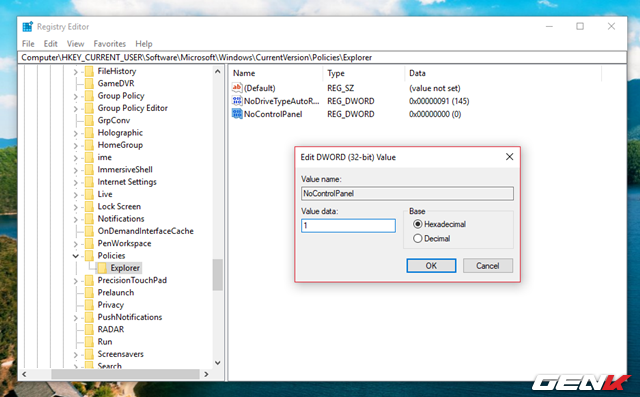 Registry Editor
File Edit View Favorites Help
Computer\HKEY_CURRENT_USER\Software\Microsoft\Windows\CurrentVersion\Policies\Explorer
FileHistory
GameDVR
Group Policy
Group Policy Editor
GrpConv
Holographic
HomeGroup
ime
ImmersiveShell
Internet Settings
Live
Lock Screen
Notifications
OnDemandInterfaceCache
PenWorkspace
Policies
Explorer
PrecisionTouchPad
Prelaunch
Privacy
PushNotifications
RADAR
Run
Screensavers
Search
Name Type Data
(Default) REG_SZ (value not set)
NoDriveTypeAutoR... REG_DWORD 0x00000091 (145)
NoControlPanel REG_DWORD 0x00000000 (0)
Edit DWORD (32-bit) Value
Value name:
NoControlPanel
Value data:
1
Base
Hexadecimal
Decimal
OK Cancel
GENK